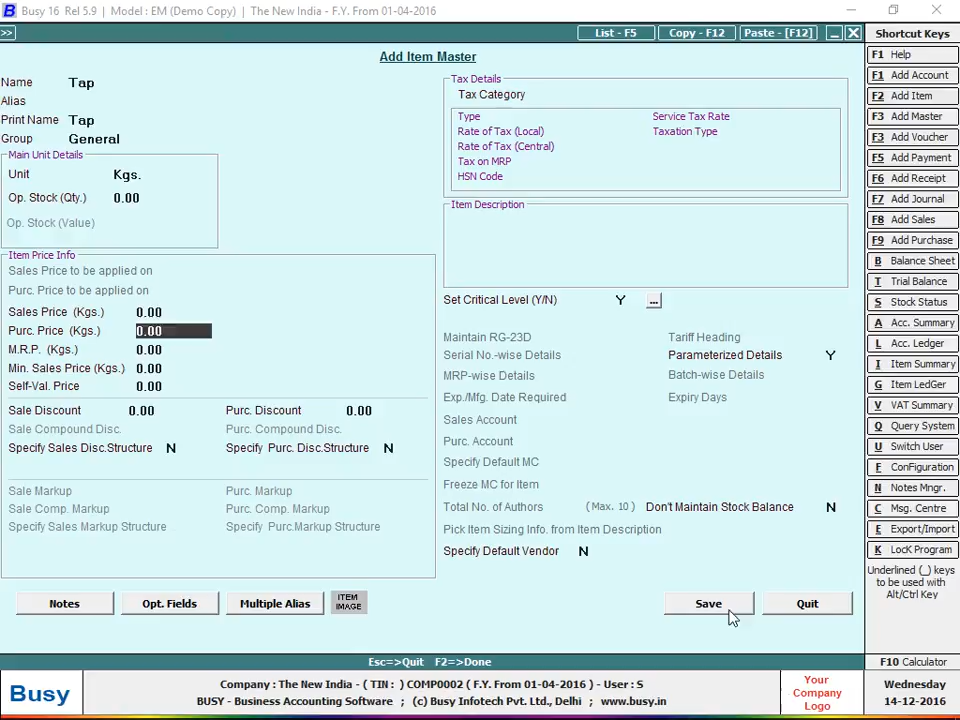 Busy 16 Rel 5.9 | Model : EM (Demo Copy) | The New India - F.Y. From 01-04-2016
>> List - F5 Copy - F12 Paste - [F12]
Add Item Master
Name Tap
Alias
Print Name Tap
Group General
Main Unit Details
Unit Kgs.
Op. Stock (Qty.) 0.00
Op. Stock (Value)
Item Price Info
Sales Price to be applied on
Purc. Price to be applied on
Sales Price (Kgs.) 0.00
Purc. Price (Kgs.) 0.00
M.R.P. (Kgs.) 0.00
Min. Sales Price (Kgs.) 0.00
Self-Val. Price 0.00
Sale Discount 0.00 Purc. Discount 0.00
Sale Compound Disc. Purc. Compound Disc.
Specify Sales Disc.Structure N Specify Purc. Disc.Structure N
Sale Markup Purc. Markup
Sale Comp. Markup Purc. Comp. Markup
Specify Sales Markup Structure Specify Purc.Markup Structure
Tax Details
Tax Category
Type Service Tax Rate
Rate of Tax (Local) Taxation Type
Rate of Tax (Central)
Tax on MRP
HSN Code
Item Description
Set Critical Level (Y/N) Y ...
Maintain RG-23D Tariff Heading
Serial No.-wise Details Parameterized Details Y
MRP-wise Details Batch-wise Details
Exp./Mfg. Date Required Expiry Days
Sales Account
Purc. Account
Specify Default MC
Freeze MC for Item
Total No. of Authors (Max. 10) Don't Maintain Stock Balance N
Pick Item Sizing Info. from Item Description
Specify Default Vendor N
Notes Opt. Fields Multiple Alias ITEM IMAGE Save Quit
Esc=>Quit F2=>Done
Shortcut Keys
F1 Help
F1 Add Account
F2 Add Item
F3 Add Master
F3 Add Voucher
F5 Add Payment
F6 Add Receipt
F7 Add Journal
F8 Add Sales
F9 Add Purchase
B Balance Sheet
T Trial Balance
S Stock Status
A Acc. Summary
L Acc. Ledger
I Item Summary
G Item LedGer
V VAT Summary
Q Query System
U Switch User
F Configuration
N Notes Mngr.
C Msg. Centre
E Export/Import
K LocK Program
Underlined (_) keys
to be used with
Alt/Ctrl Key
F10 Calculator
Busy
Company : The New India - ( TIN : ) COMP0002 ( F.Y. From 01-04-2016 ) - User : S
BUSY - Business Accounting Software ; (c) Busy Infotech Pvt. Ltd., Delhi ; www.busy.in
Your
Company
Logo
Wednesday
14-12-2016